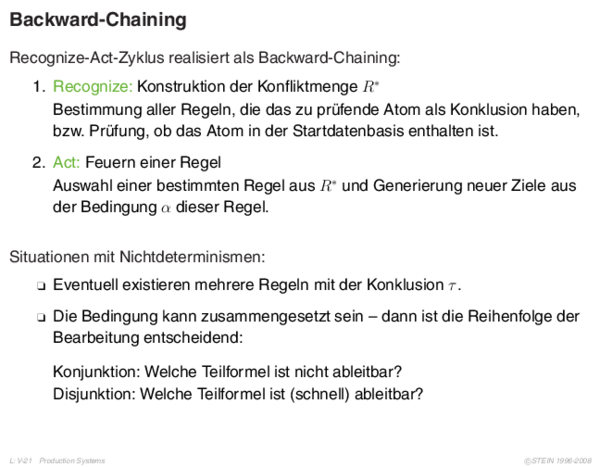 Backward-Chaining
Recognize-Act-Zyklus realisiert als Backward-Chaining:
1. Recognize: Konstruktion der Konfliktmenge R*
Bestimmung aller Regeln, die das zu prüfende Atom als Konklusion haben,
bzw. Prüfung, ob das Atom in der Startdatenbasis enthalten ist.
2. Act: Feuern einer Regel
Auswahl einer bestimmten Regel aus R* und Generierung neuer Ziele aus
der Bedingung α dieser Regel.
Situationen mit Nichtdeterminismen:
❑ Eventuell existieren mehrere Regeln mit der Konklusion τ.
❑ Die Bedingung kann zusammengesetzt sein – dann ist die Reihenfolge der
Bearbeitung entscheidend:
Konjunktion: Welche Teilformel ist nicht ableitbar?
Disjunktion: Welche Teilformel ist (schnell) ableitbar?
L: V-21 Production Systems ©STEIN 1996-2008